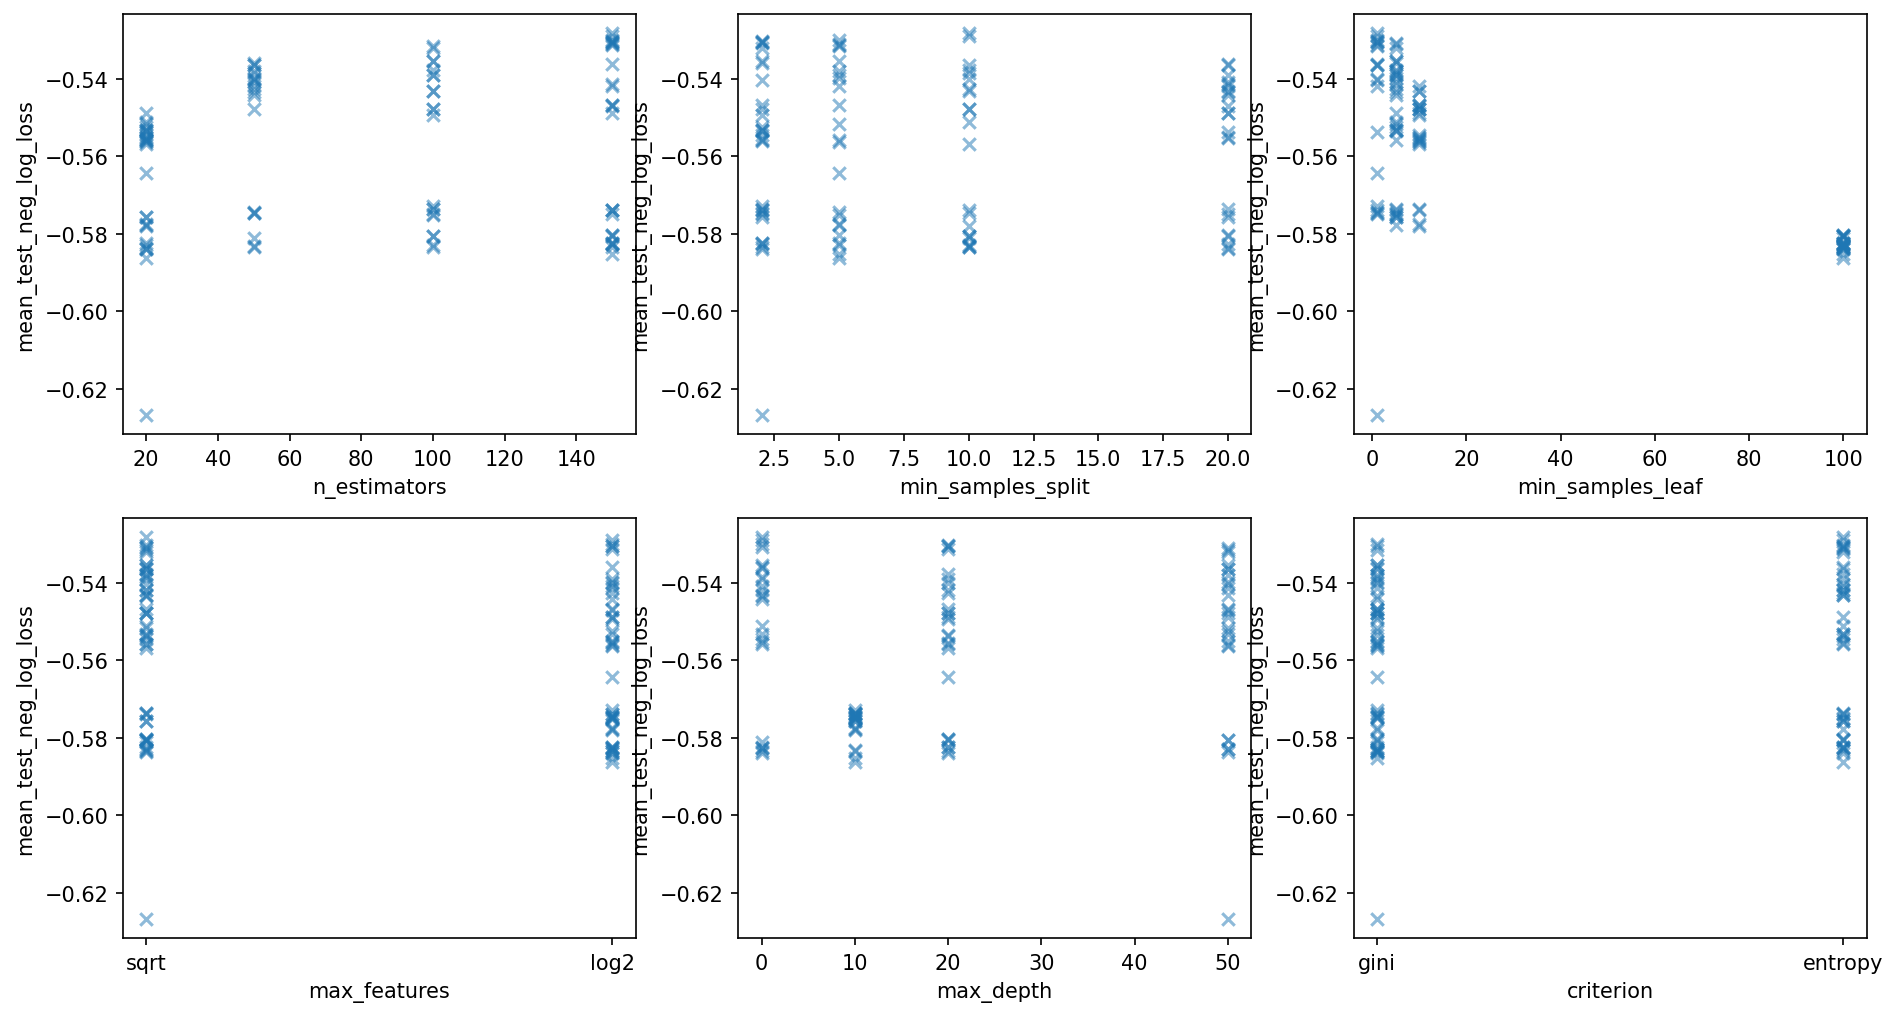 mean_test_neg_log_loss
−0.54
−0.56
−0.58
−0.60
−0.62
20 40 60 80 100 120 140
n_estimators
mean_test_neg_log_loss
−0.54
−0.56
−0.58
−0.60
−0.62
2.5 5.0 7.5 10.0 12.5 15.0 17.5 20.0
min_samples_split
mean_test_neg_log_loss
−0.54
−0.56
−0.58
−0.60
−0.62
0 20 40 60 80 100
min_samples_leaf
mean_test_neg_log_loss
−0.54
−0.56
−0.58
−0.60
−0.62
sqrt log2
max_features
mean_test_neg_log_loss
−0.54
−0.56
−0.58
−0.60
−0.62
0 10 20 30 40 50
max_depth
mean_test_neg_log_loss
−0.54
−0.56
−0.58
−0.60
−0.62
gini entropy
criterion